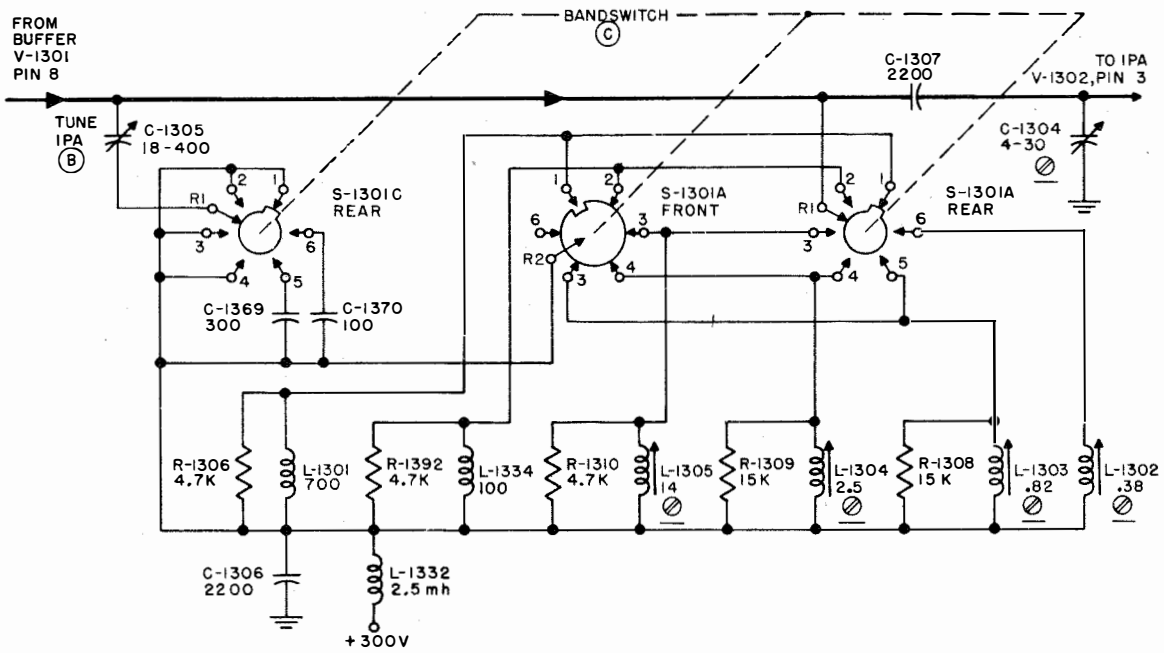 FROM
BUFFER
V-1301
PIN 8
BANDSWITCH
C
C-1307
2200
TO IPA
V-1302, PIN 3
TUNE
IPA
B
C-1305
18-400
C-1304
4-30
2
1
R1
3
6
4
5
S-1301C
REAR
1
2
6
3
R2
3
4
S-1301A
FRONT
2
1
R1
3
6
4
5
S-1301A
REAR
C-1369
300
C-1370
100
R-1306
4.7K
L-1301
700
R-1392
4.7K
L-1334
100
R-1310
4.7K
L-1305
14
R-1309
15K
L-1304
2.5
R-1308
15K
L-1303
.82
L-1302
.38
C-1306
2200
L-1332
2.5mh
+300V